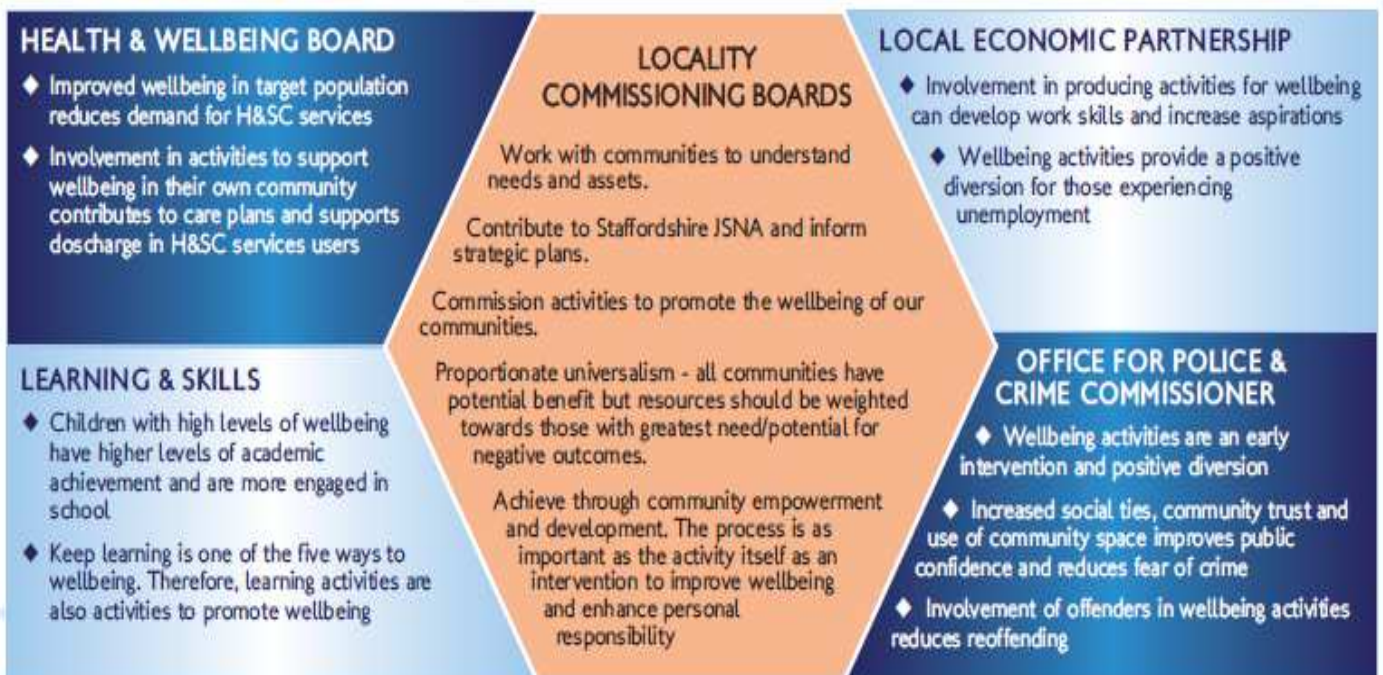 HEALTH & WELLBEING BOARD
◆ Improved wellbeing in target population
reduces demand for H&SC services
◆ Involvement in activities to support
wellbeing in their own community
contributes to care plans and supports
doscharge in H&SC services users
LEARNING & SKILLS
◆ Children with high levels of wellbeing
have higher levels of academic
achievement and are more engaged in
school
◆ Keep learning is one of the five ways to
wellbeing. Therefore, learning activities are
also activities to promote wellbeing
LOCALITY
COMMISSIONING BOARDS
Work with communities to understand
needs and assets.
Contribute to Staffordshire JSNA and inform
strategic plans.
Commission activities to promote the wellbeing of our
communities.
Proportionate universalism - all communities have
potential benefit but resources should be weighted
towards those with greatest need/potential for
negative outcomes.
Achieve through community empowerment
and development. The process is as
important as the activity itself as an
intervention to improve wellbeing
and enhance personal
responsibility
LOCAL ECONOMIC PARTNERSHIP
◆ Involvement in producing activities for wellbeing
can develop work skills and increase aspirations
◆ Wellbeing activities provide a positive
diversion for those experiencing
unemployment
OFFICE FOR POLICE &
CRIME COMMISSIONER
◆ Wellbeing activities are an early
intervention and positive diversion
◆ Increased social ties, community trust and
use of community space improves public
confidence and reduces fear of crime
◆ Involvement of offenders in wellbeing activities
reduces reoffending